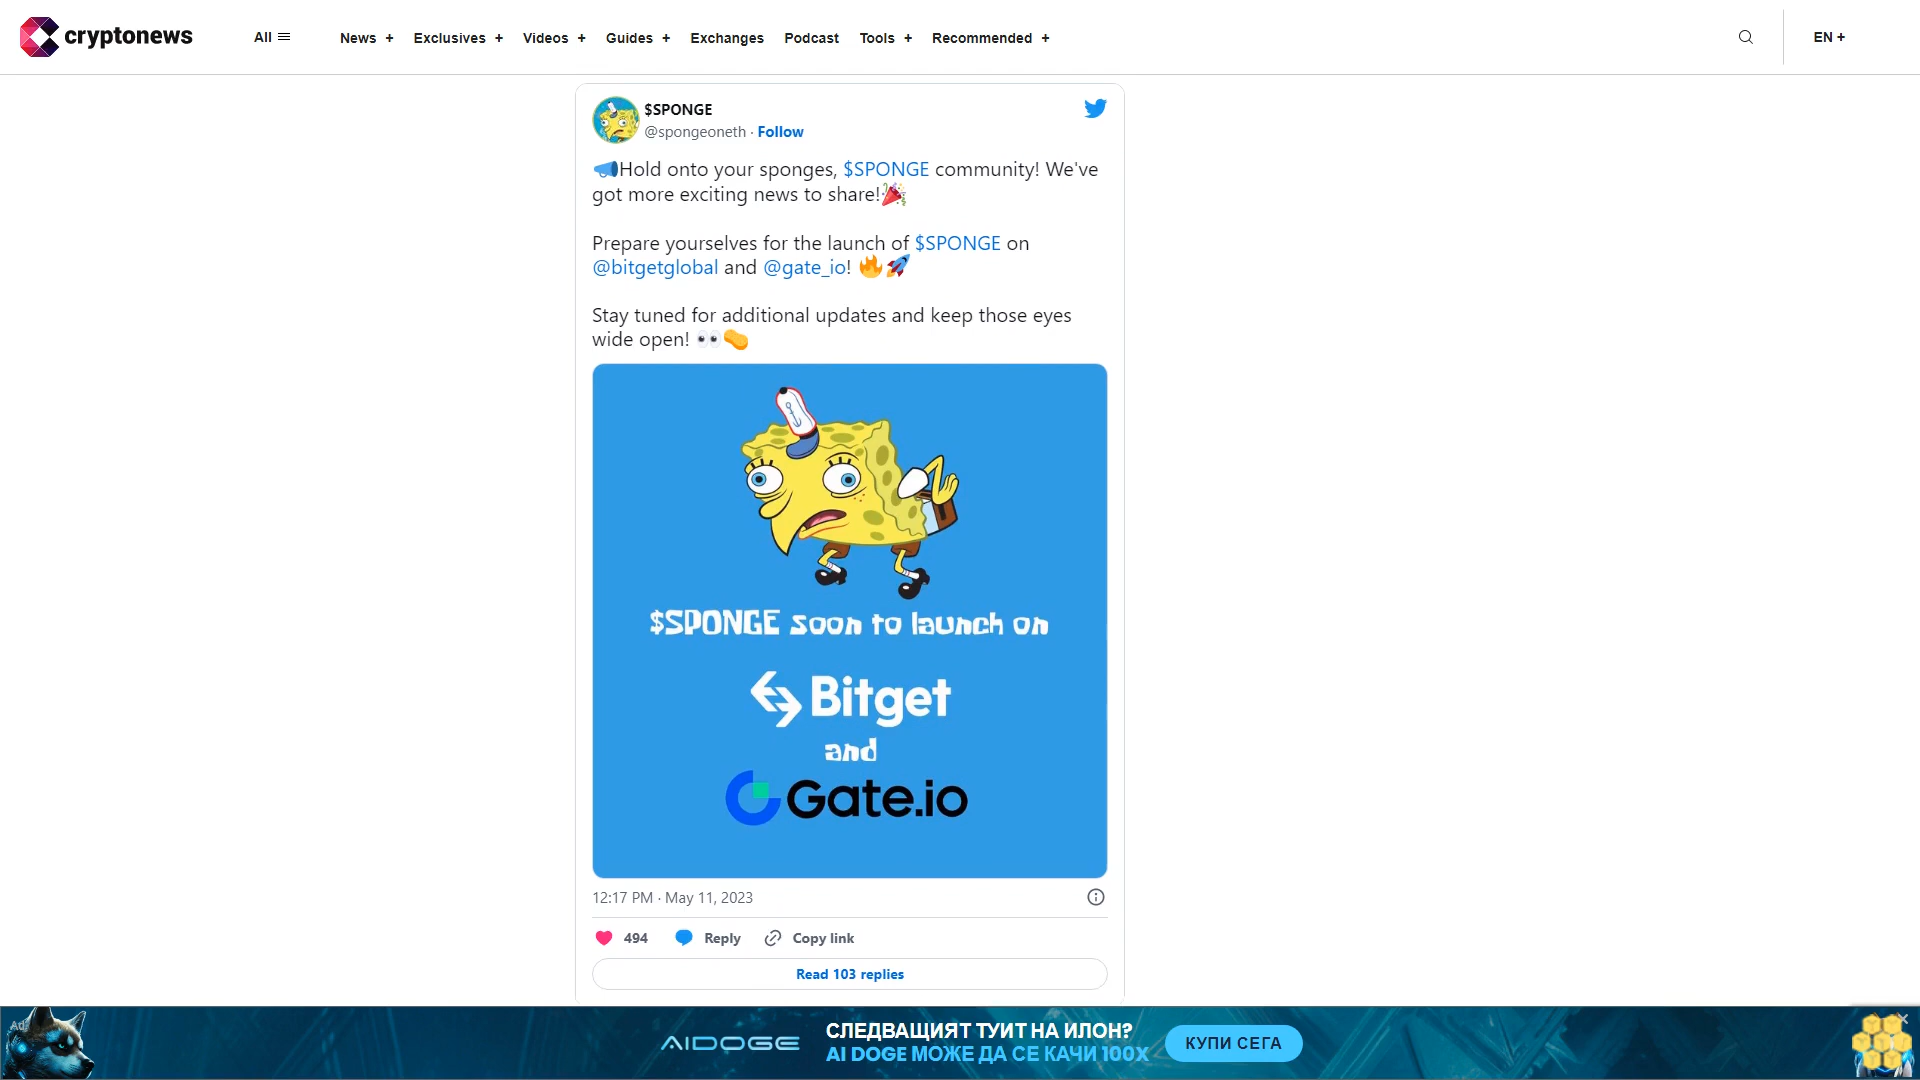 cryptonews
All
News +
Exclusives +
Videos +
Guides +
Exchanges
Podcast
Tools +
Recommended +
EN +
$SPONGE
@spongeoneth · Follow
📣Hold onto your sponges, $SPONGE community! We've
got more exciting news to share!🎉
Prepare yourselves for the launch of $SPONGE on
@bitgetglobal and @gate_io! 🔥🚀
Stay tuned for additional updates and keep those eyes
wide open! 👀🧽
$SPONGE soon to launch on
Bitget
and
Gate.io
12:17 PM · May 11, 2023
494
Reply
Copy link
Read 103 replies
Ad
AIDOGE
СЛЕДВАЩИЯТ ТУИТ НА ИЛОН?
AI DOGE МОЖЕ ДА СЕ КАЧИ 100X
КУПИ СЕГА